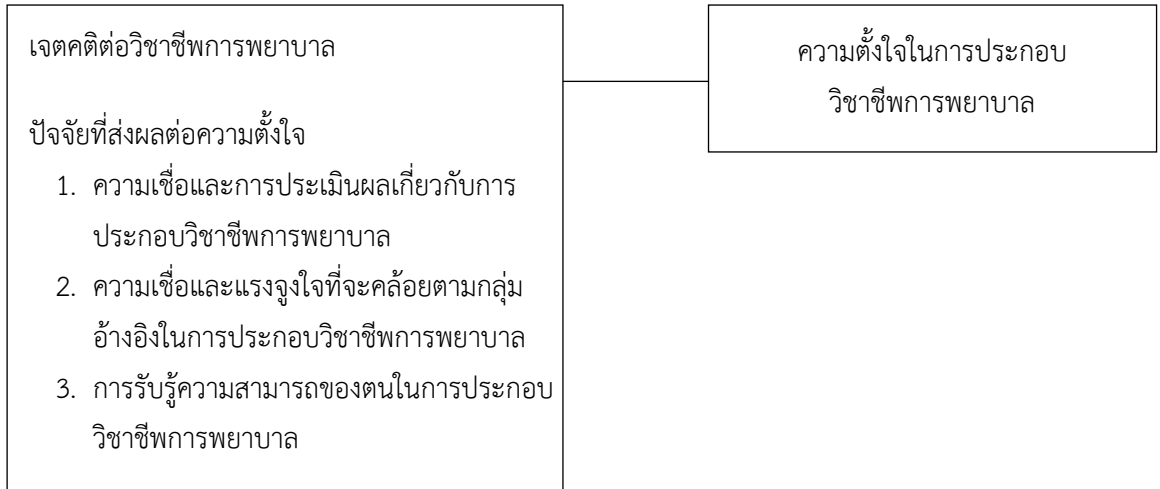 เจตคติต่อวิชาชีพการพยาบาล
ปัจจัยที่ส่งผลต่อความตั้งใจ
1. ความเชื่อและการประเมินผลเกี่ยวกับการ
ประกอบวิชาชีพการพยาบาล
2. ความเชื่อและแรงจูงใจที่จะคล้อยตามกลุ่ม
อ้างอิงในการประกอบวิชาชีพการพยาบาล
3. การรับรู้ความสามารถของตนในการประกอบ
วิชาชีพการพยาบาล
ความตั้งใจในการประกอบ
วิชาชีพการพยาบาล